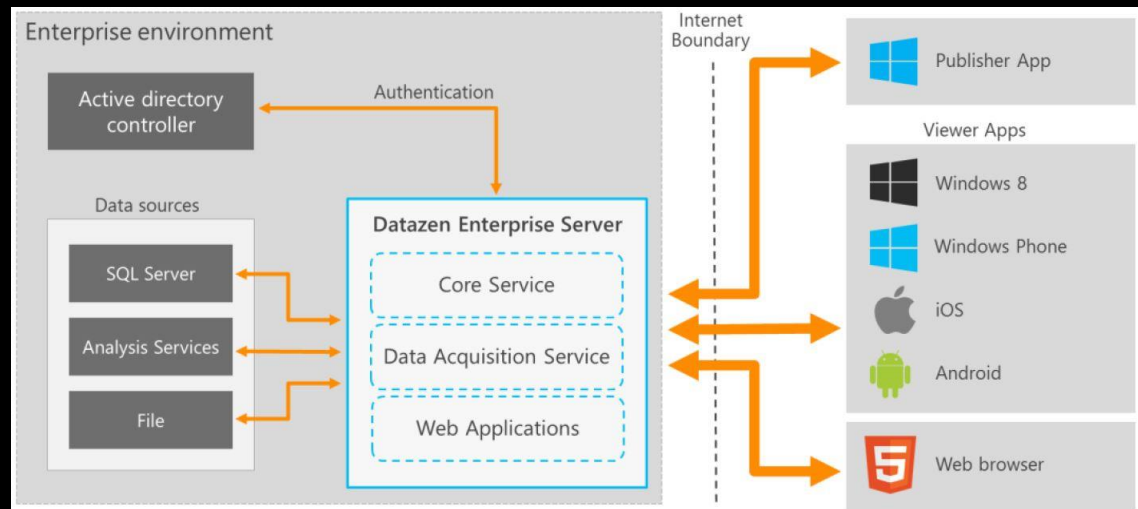 Enterprise environment
Active directory
controller
Authentication
Data sources
SQL Server
Analysis Services
File
Datazen Enterprise Server
Core Service
Data Acquisition Service
Web Applications
Internet
Boundary
Publisher App
Viewer Apps
Windows 8
Windows Phone
iOS
Android
5
Web browser